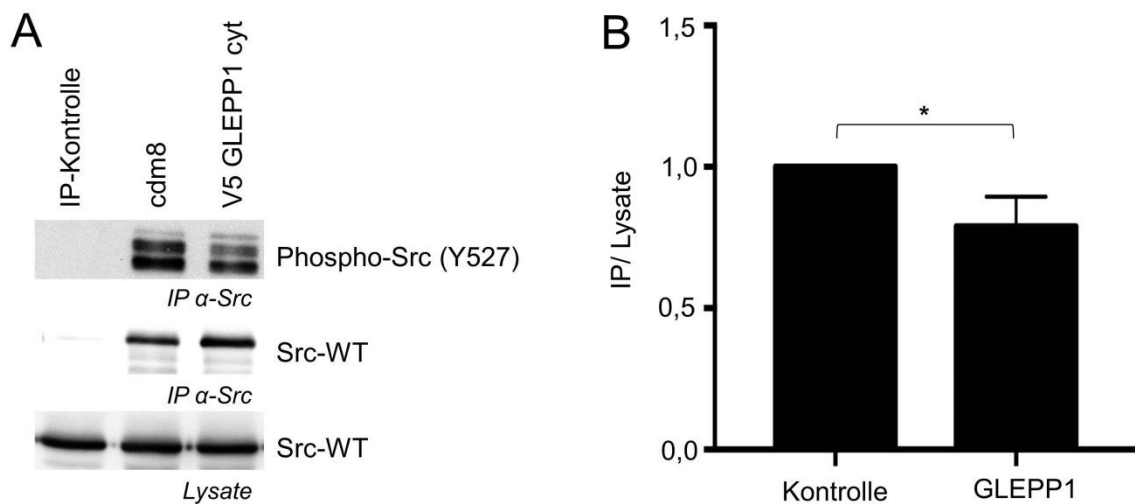 A
IP-Kontrolle
cdm8
V5 GLEPP1 cyt
Phospho-Src (Y527)
IP α-Src
Src-WT
IP α-Src
Src-WT
Lysate
B
IP/ Lysate
1,5
1,0
0,5
0,0
*
Kontrolle
GLEPP1